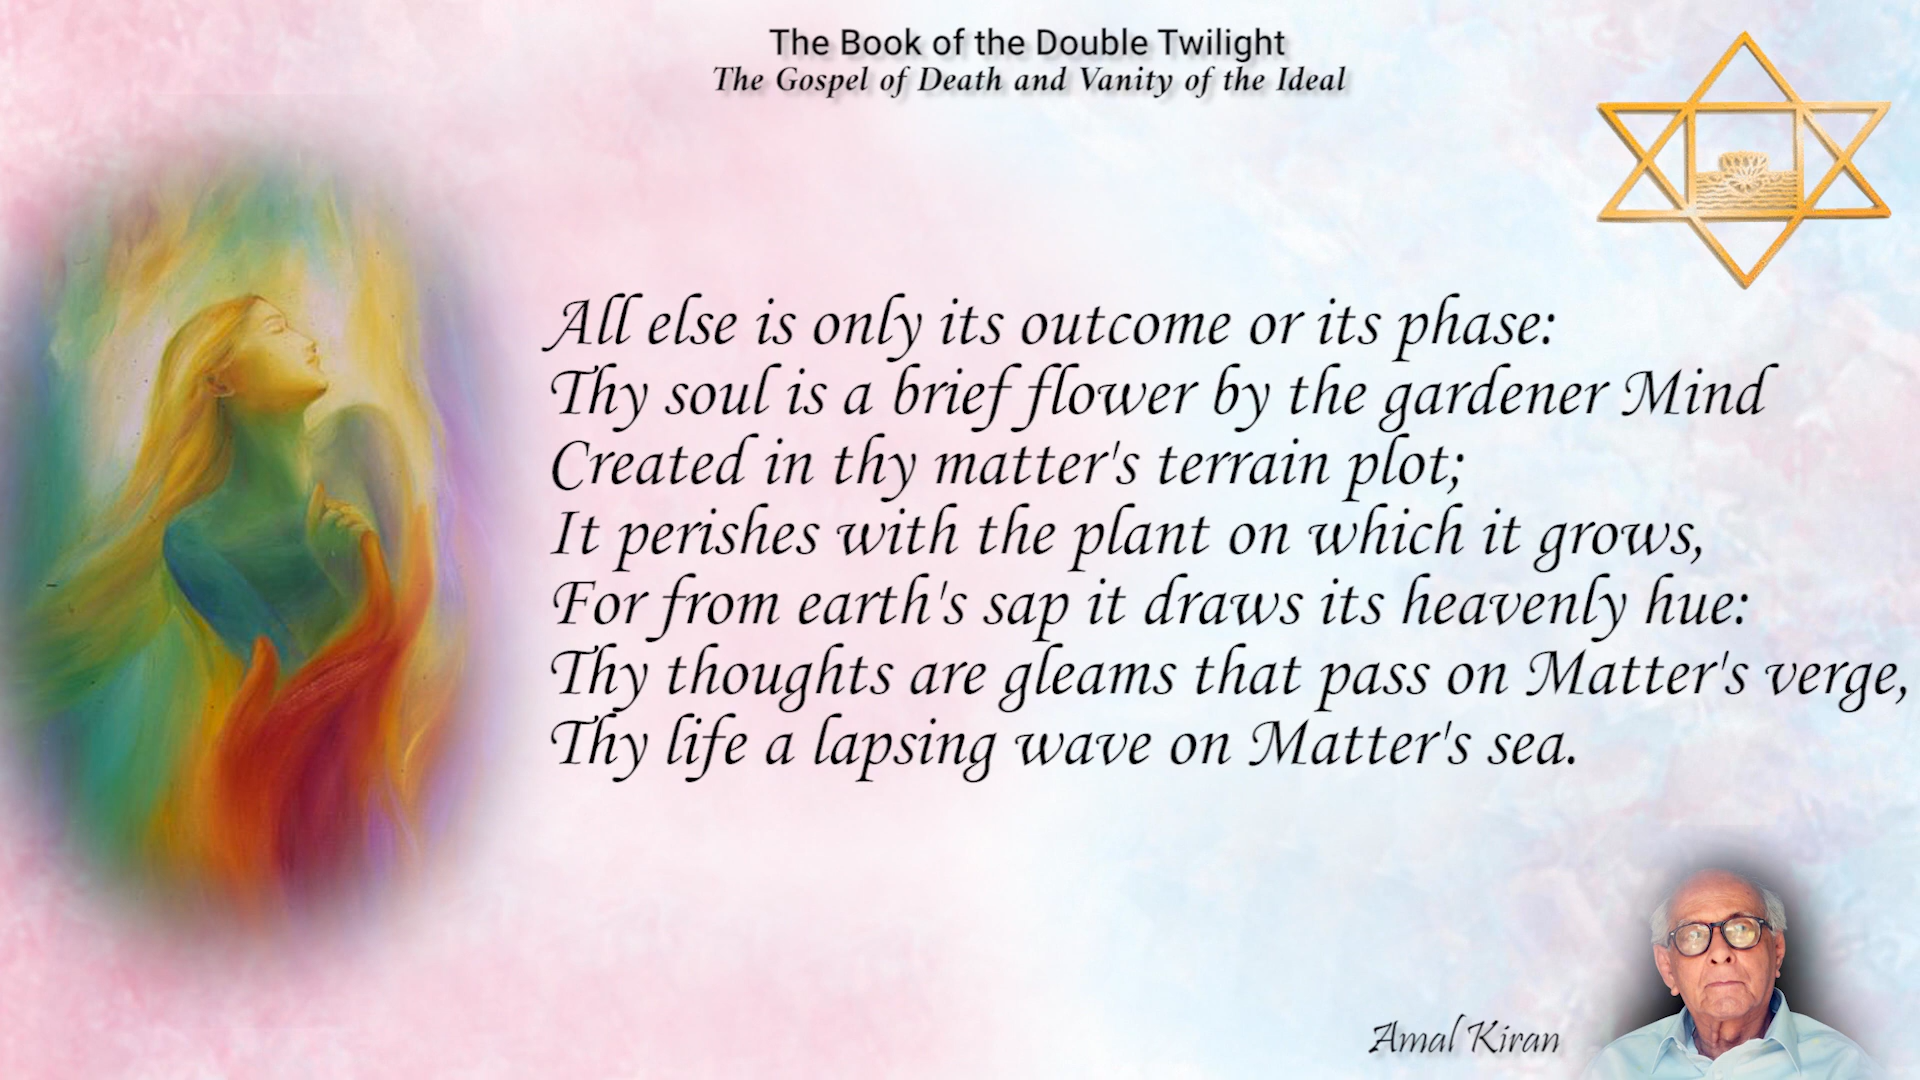 The Book of the Double Twilight
The Gospel of Death and Vanity of the Ideal
All else is only its outcome or its phase:
Thy soul is a brief flower by the gardener Mind
Created in thy matter's terrain plot;
It perishes with the plant on which it grows,
For from earth's sap it draws its heavenly hue:
Thy thoughts are gleams that pass on Matter's verge,
Thy life a lapsing wave on Matter's sea.
Amal Kiran